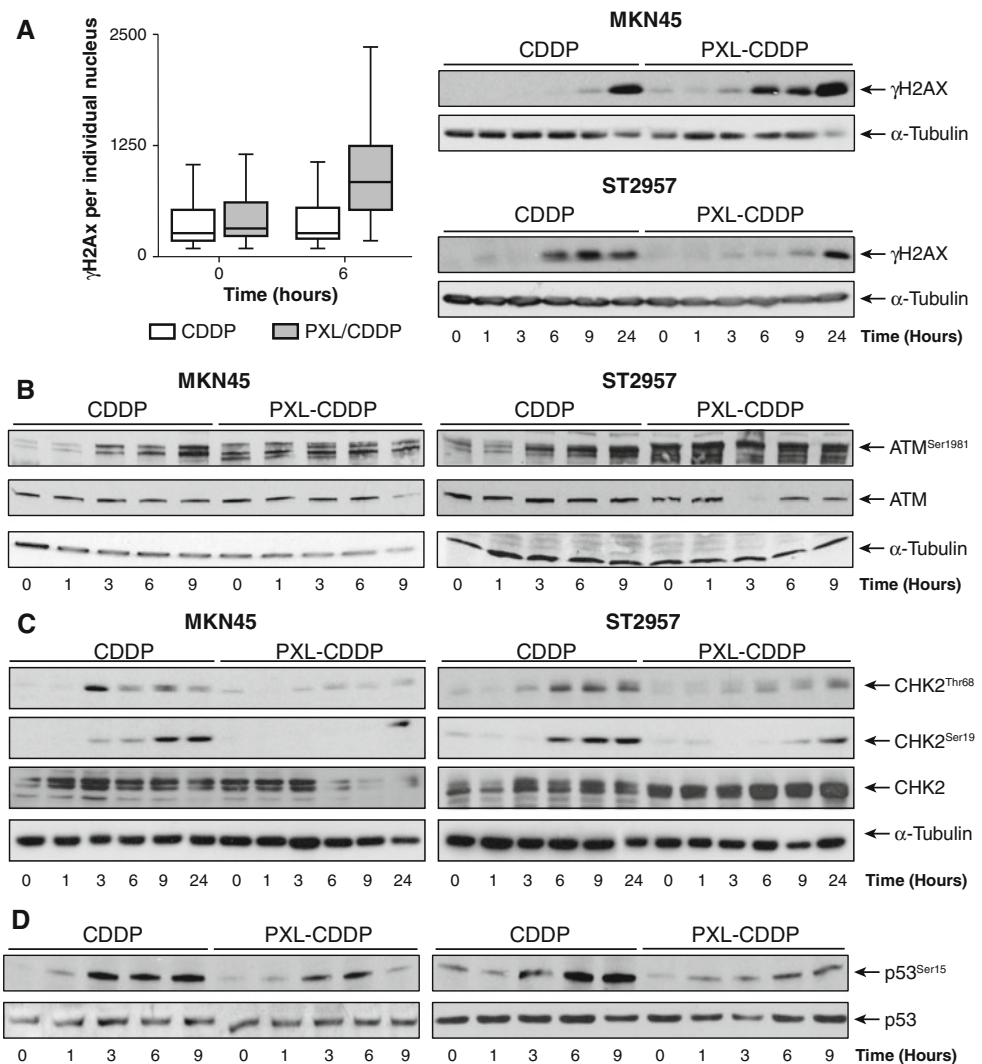 A
γH2Ax per individual nucleus
2500
1250
0
0 6
Time (hours)
CDDP PXL/CDDP
MKN45
CDDP PXL-CDDP
γH2AX
α-Tubulin
ST2957
CDDP PXL-CDDP
γH2AX
α-Tubulin
0 1 3 6 9 24 0 1 3 6 9 24 Time (Hours)
B
MKN45 ST2957
CDDP PXL-CDDP CDDP PXL-CDDP
ATMSer1981
ATM
α-Tubulin
0 1 3 6 9 0 1 3 6 9 0 1 3 6 9 0 1 3 6 9 Time (Hours)
C
MKN45 ST2957
CDDP PXL-CDDP CDDP PXL-CDDP
CHK2Thr68
CHK2Ser19
CHK2
α-Tubulin
0 1 3 6 9 24 0 1 3 6 9 24 0 1 3 6 9 24 0 1 3 6 9 24 Time (Hours)
D
CDDP PXL-CDDP CDDP PXL-CDDP
p53Ser15
p53
0 1 3 6 9 0 1 3 6 9 0 1 3 6 9 0 1 3 6 9 Time (Hours)